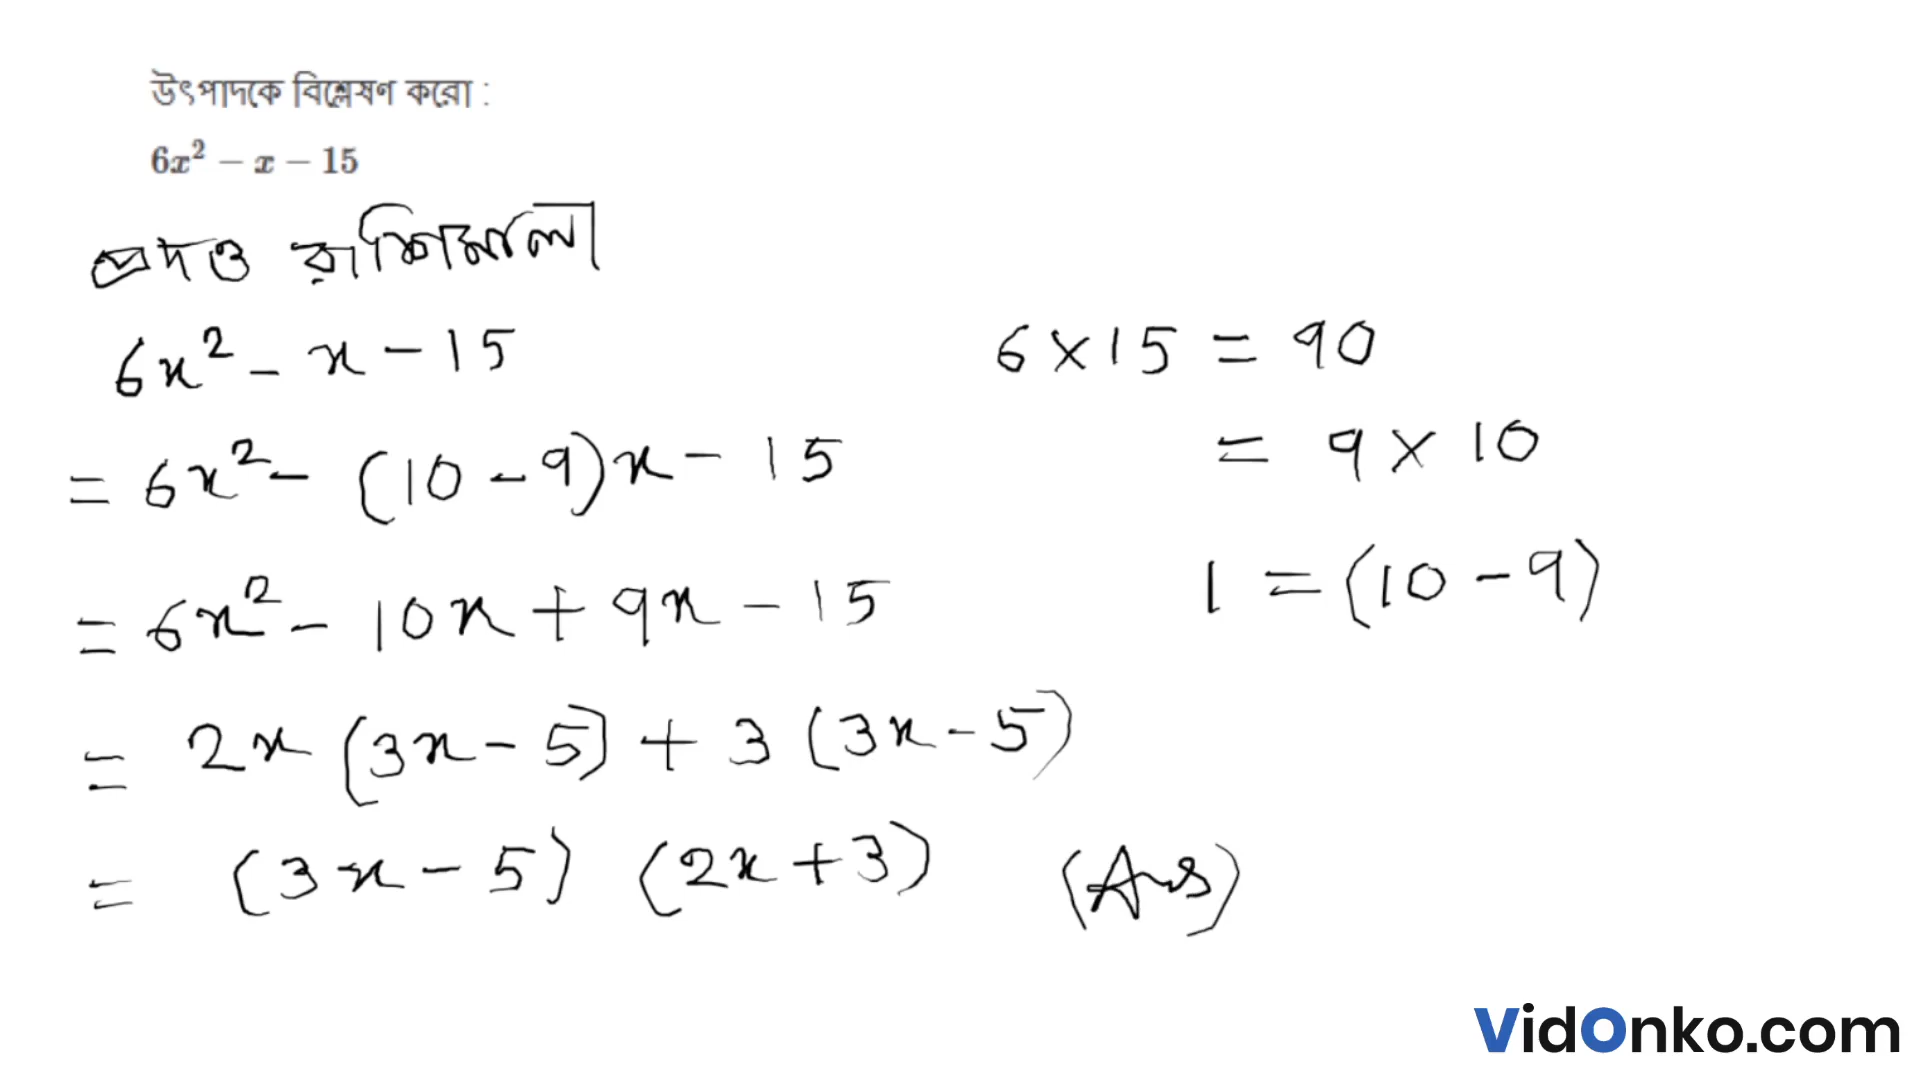 উৎপাদকে বিশ্লেষণ করো :
6x² − x − 15
প্রদত্ত রাশিমালা
6x² - x - 15
= 6x² - (10 - 9)x - 15
= 6x² - 10x + 9x - 15
= 2x (3x - 5) + 3 (3x - 5)
= (3x - 5) (2x + 3) (Ans)
6 × 15 = 90
= 9 × 10
1 = (10 - 9)
VidOnko.com